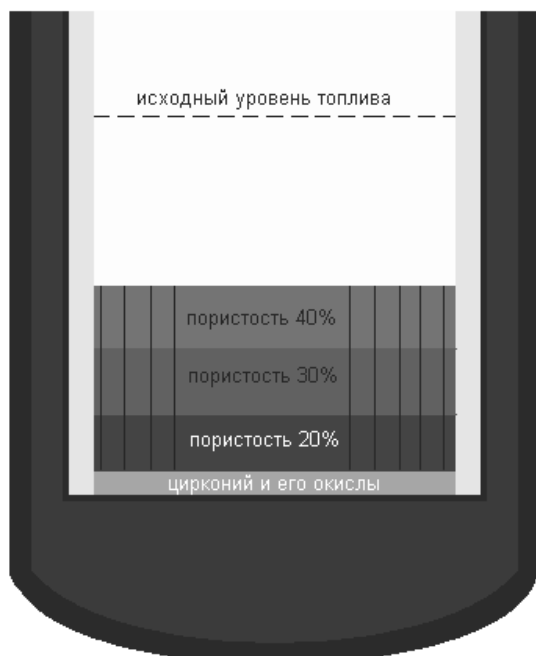 исходный уровень топлива
пористость 40%
пористость 30%
пористость 20%
цирконий и его окислы